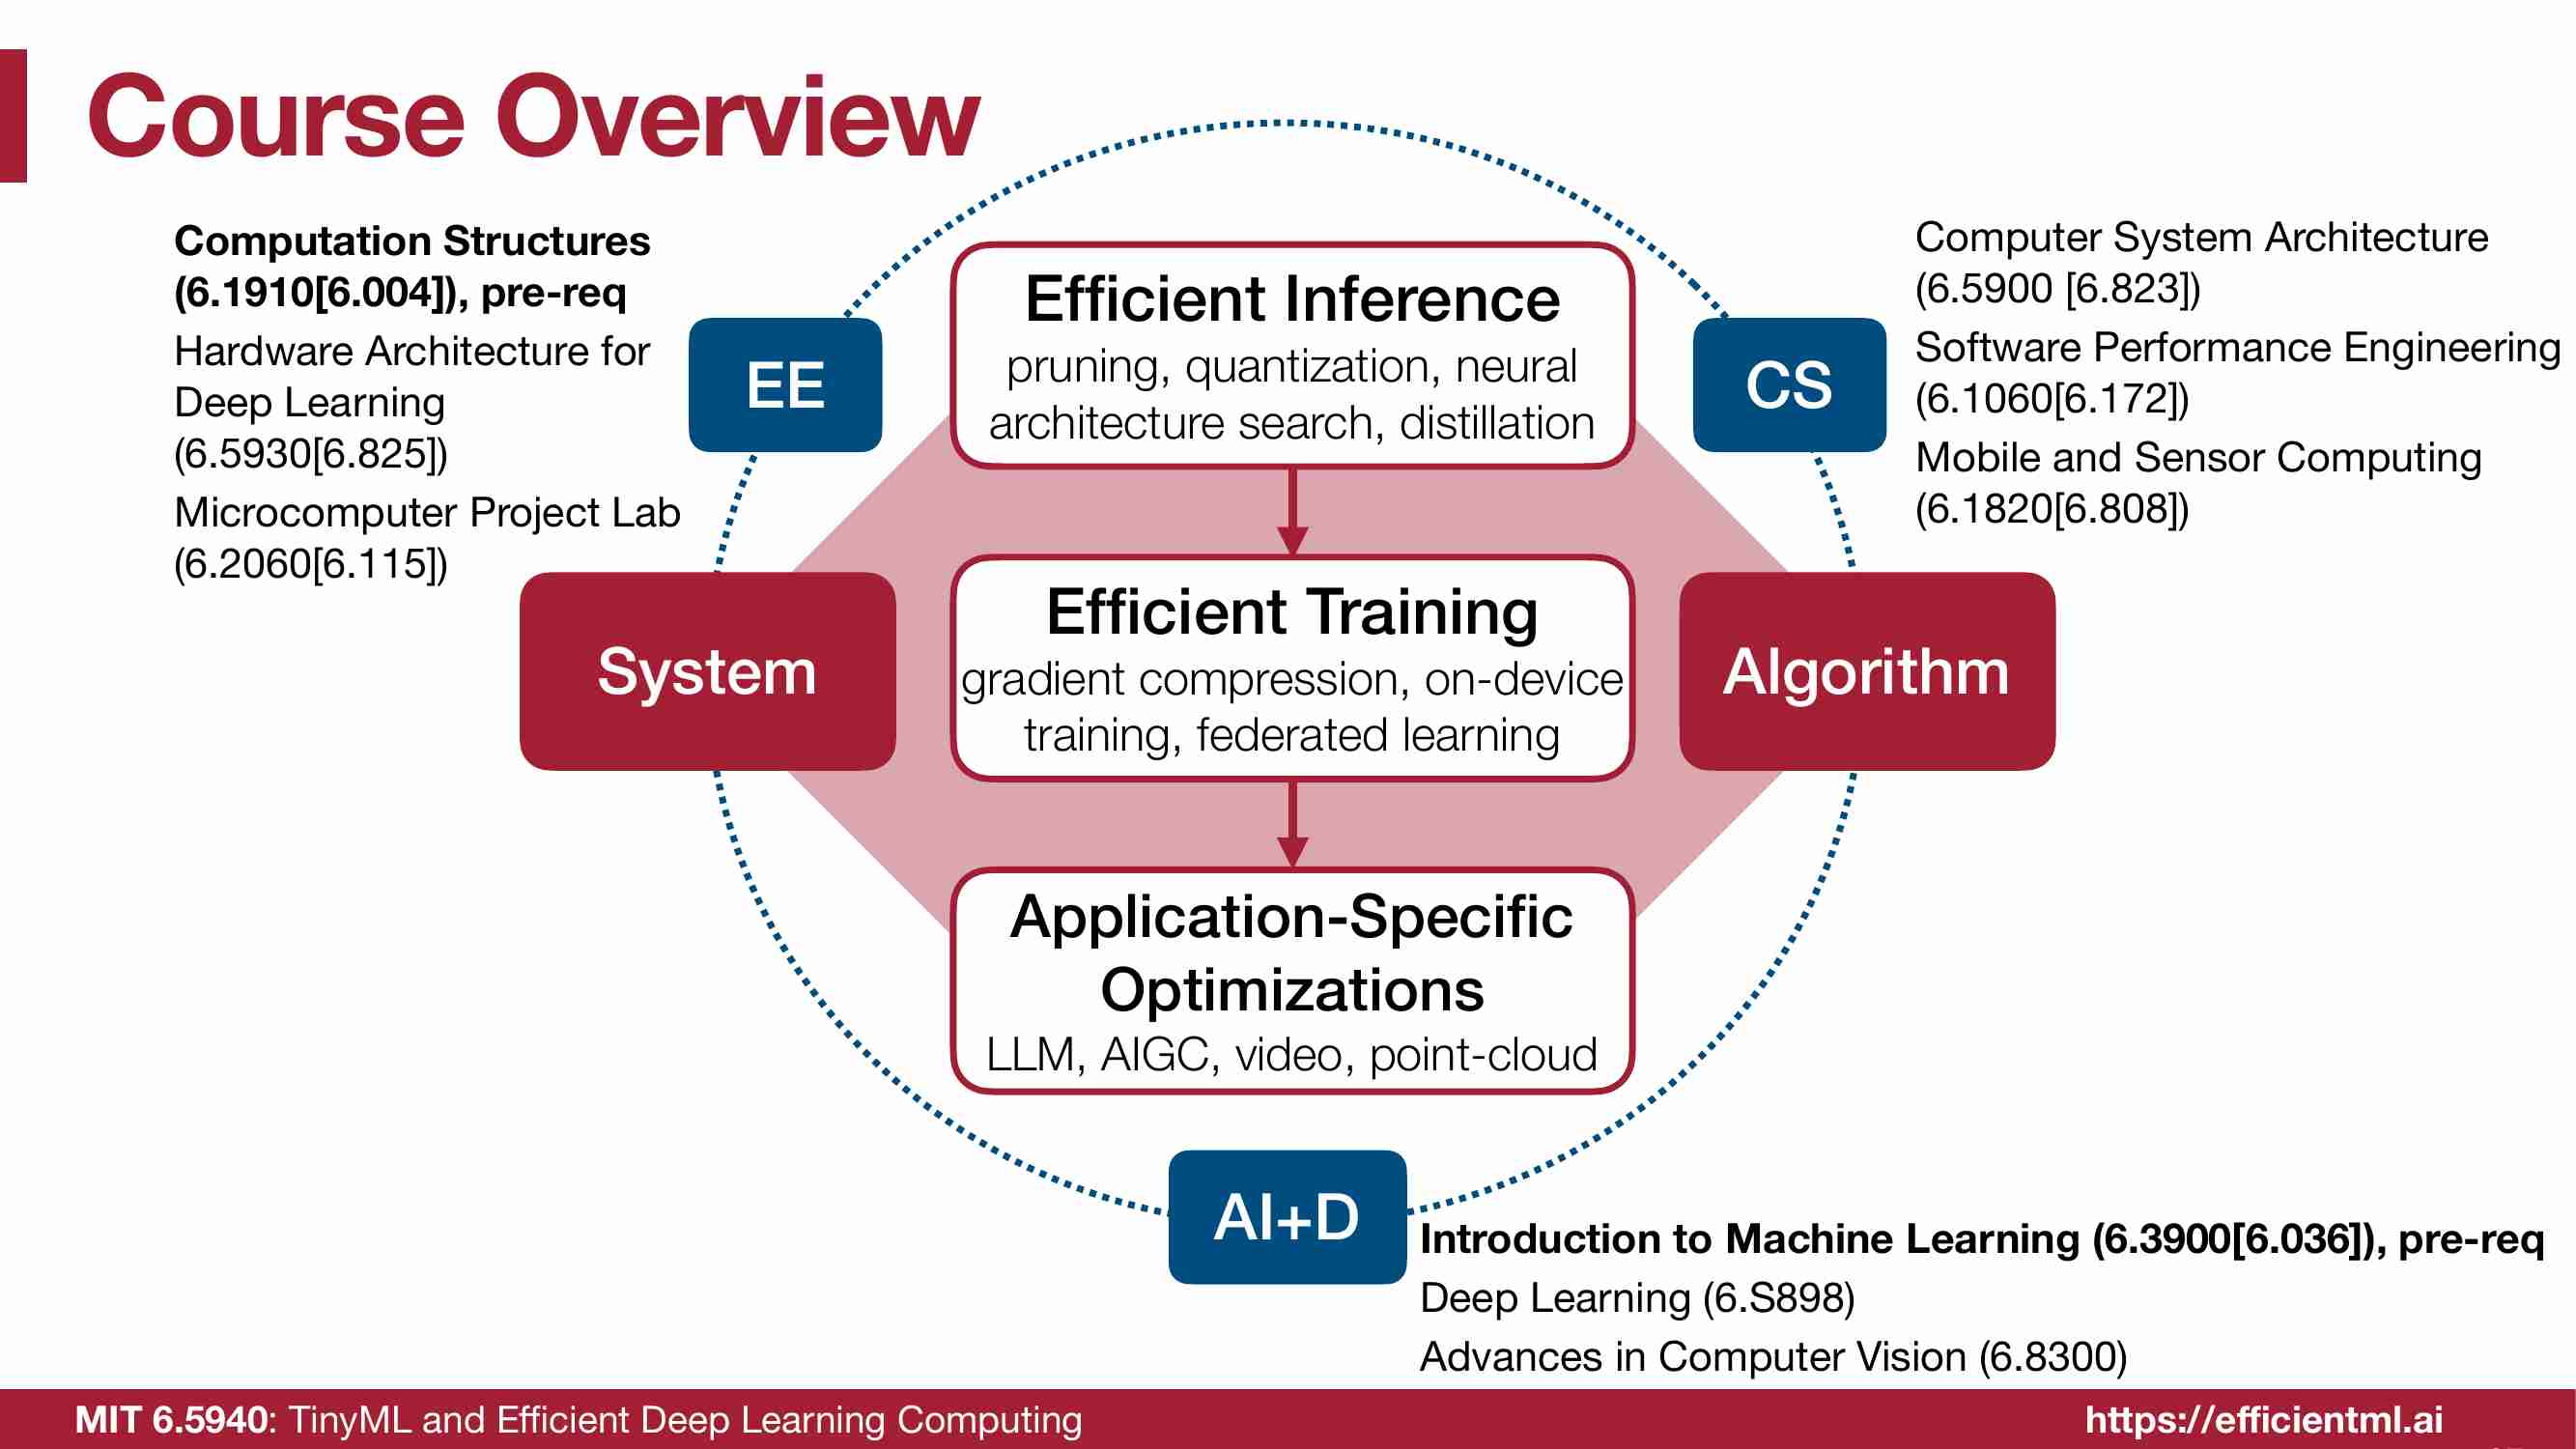 Course Overview
Computation Structures
(6.1910[6.004]), pre-req
Hardware Architecture for
Deep Learning
(6.5930[6.825])
Microcomputer Project Lab
(6.2060[6.115])
EE
Efficient Inference
pruning, quantization, neural
architecture search, distillation
CS
Computer System Architecture
(6.5900 [6.823])
Software Performance Engineering
(6.1060[6.172])
Mobile and Sensor Computing
(6.1820[6.808])
System
Efficient Training
gradient compression, on-device
training, federated learning
Algorithm
Application-Specific
Optimizations
LLM, AIGC, video, point-cloud
AI+D
Introduction to Machine Learning (6.3900[6.036]), pre-req
Deep Learning (6.S898)
Advances in Computer Vision (6.8300)
MIT 6.5940: TinyML and Efficient Deep Learning Computing
https://efficientml.ai